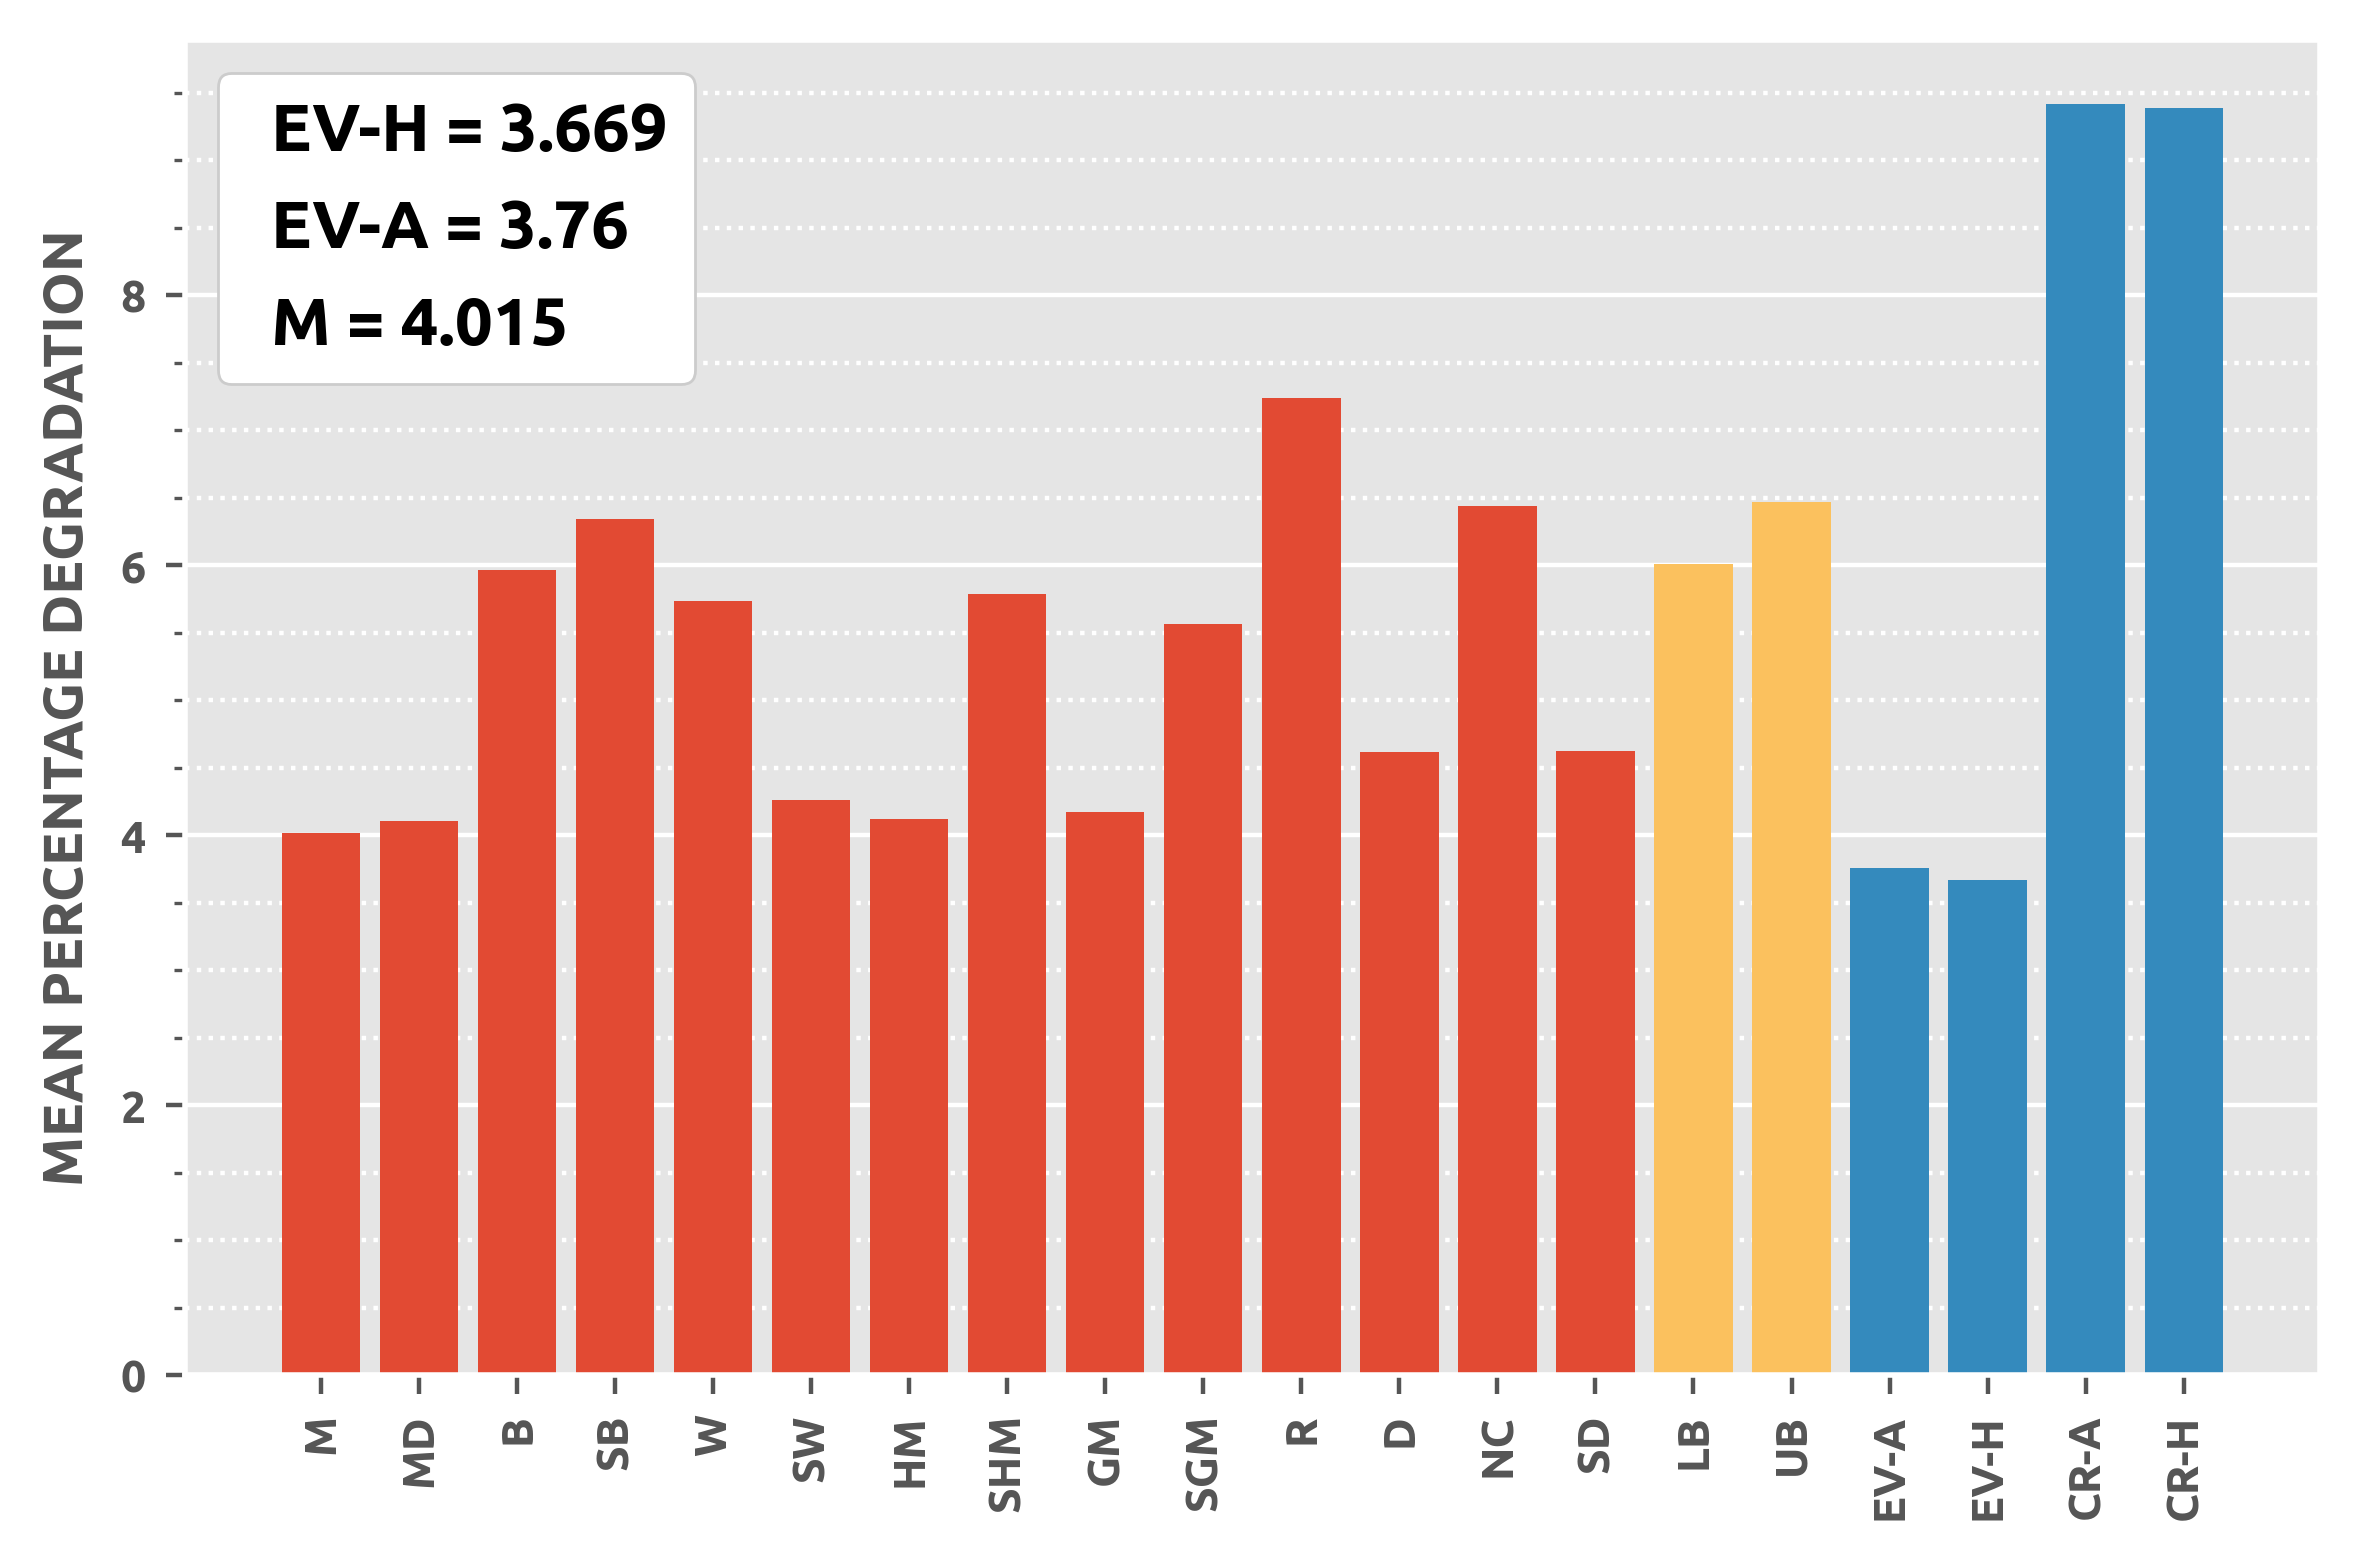 EV-H = 3.669
EV-A = 3.76
M = 4.015
MEAN PERCENTAGE DEGRADATION
8
6
4
2
0
M
MD
B
SB
W
SW
HM
SHM
GM
SGM
R
D
NC
SD
LB
UB
EV-A
EV-H
CR-A
CR-H